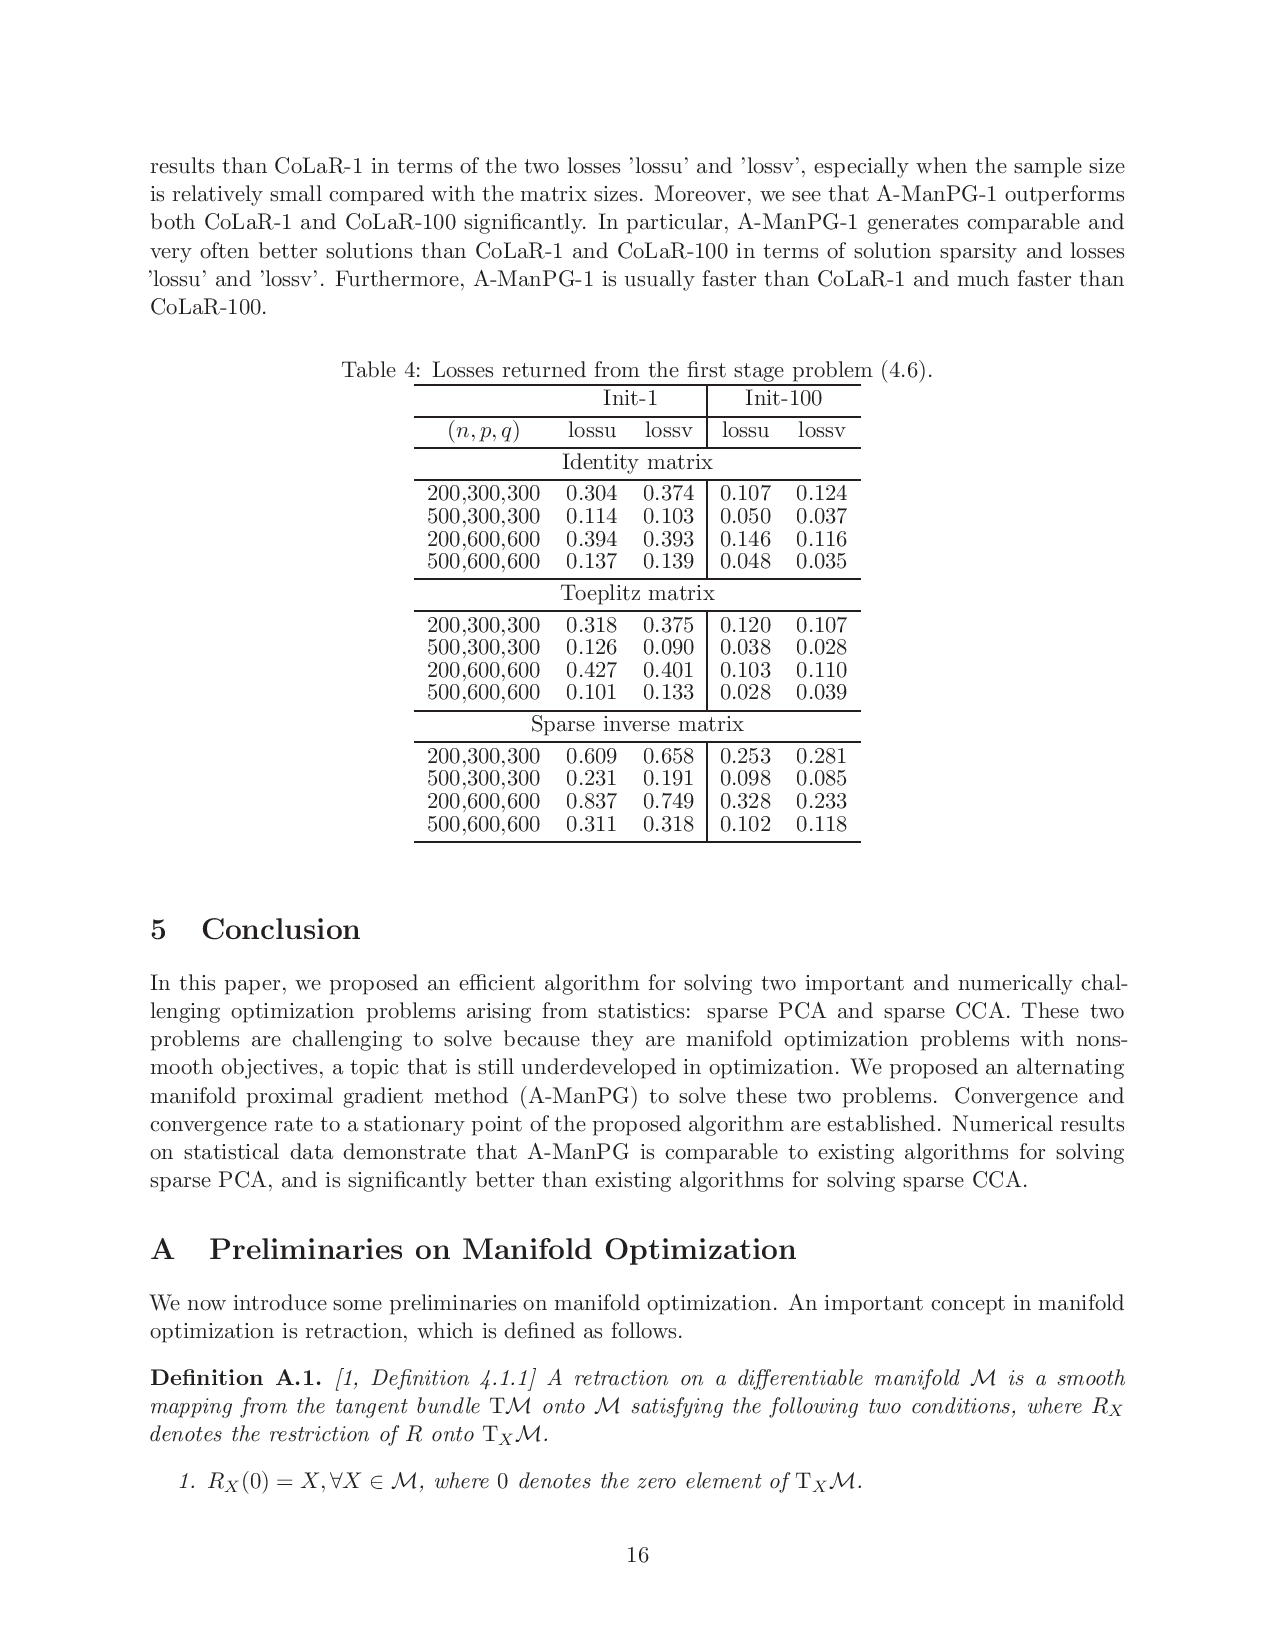 results than CoLaR-1 in terms of the two losses ’lossu’ and ’lossv’, especially when the sample size
is relatively small compared with the matrix sizes. Moreover, we see that A-ManPG-1 outperforms
both CoLaR-1 and CoLaR-100 significantly. In particular, A-ManPG-1 generates comparable and
very often better solutions than CoLaR-1 and CoLaR-100 in terms of solution sparsity and losses
’lossu’ and ’lossv’. Furthermore, A-ManPG-1 is usually faster than CoLaR-1 and much faster than
CoLaR-100.
Table 4: Losses returned from the first stage problem (4.6).
Init-1 Init-100
(n, p, q) lossu lossv lossu lossv
Identity matrix
200,300,300 0.304 0.374 0.107 0.124
500,300,300 0.114 0.103 0.050 0.037
200,600,600 0.394 0.393 0.146 0.116
500,600,600 0.137 0.139 0.048 0.035
Toeplitz matrix
200,300,300 0.318 0.375 0.120 0.107
500,300,300 0.126 0.090 0.038 0.028
200,600,600 0.427 0.401 0.103 0.110
500,600,600 0.101 0.133 0.028 0.039
Sparse inverse matrix
200,300,300 0.609 0.658 0.253 0.281
500,300,300 0.231 0.191 0.098 0.085
200,600,600 0.837 0.749 0.328 0.233
500,600,600 0.311 0.318 0.102 0.118
5 Conclusion
In this paper, we proposed an efficient algorithm for solving two important and numerically chal-
lenging optimization problems arising from statistics: sparse PCA and sparse CCA. These two
problems are challenging to solve because they are manifold optimization problems with nons-
mooth objectives, a topic that is still underdeveloped in optimization. We proposed an alternating
manifold proximal gradient method (A-ManPG) to solve these two problems. Convergence and
convergence rate to a stationary point of the proposed algorithm are established. Numerical results
on statistical data demonstrate that A-ManPG is comparable to existing algorithms for solving
sparse PCA, and is significantly better than existing algorithms for solving sparse CCA.
A Preliminaries on Manifold Optimization
We now introduce some preliminaries on manifold optimization. An important concept in manifold
optimization is retraction, which is defined as follows.
Definition A.1. [1, Definition 4.1.1] A retraction on a differentiable manifold ℳ is a smooth
mapping from the tangent bundle Tℳ onto ℳ satisfying the following two conditions, where R_X
denotes the restriction of R onto T_Xℳ.
1. R_X(0) = X, ∀X ∈ ℳ, where 0 denotes the zero element of T_Xℳ.
16